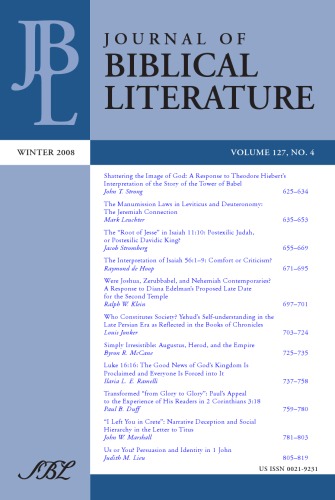 JBL
JOURNAL OF
BIBLICAL
LITERATURE
WINTER 2008
VOLUME 127, NO. 4
Shattering the Image of God: A Response to Theodore Hiebert's
Interpretation of the Story of the Tower of Babel
John T. Strong 625–634
The Manumission Laws in Leviticus and Deuteronomy:
The Jeremiah Connection
Mark Leuchter 635–653
The "Root of Jesse" in Isaiah 11:10: Postexilic Judah,
or Postexilic Davidic King?
Jacob Stromberg 655–669
The Interpretation of Isaiah 56:1–9: Comfort or Criticism?
Raymond de Hoop 671–695
Were Joshua, Zerubbabel, and Nehemiah Contemporaries?
A Response to Diana Edelman's Proposed Late Date
for the Second Temple
Ralph W. Klein 697–701
Who Constitutes Society? Yehud's Self-understanding in the
Late Persian Era as Reflected in the Books of Chronicles
Louis Jonker 703–724
Simply Irresistible: Augustus, Herod, and the Empire
Byron R. McCane 725–735
Luke 16:16: The Good News of God's Kingdom Is
Proclaimed and Everyone Is Forced into It
Ilaria L. E. Ramelli 737–758
Transformed "from Glory to Glory": Paul's Appeal
to the Experience of His Readers in 2 Corinthians 3:18
Paul B. Duff 759–780
"I Left You in Crete": Narrative Deception and Social
Hierarchy in the Letter to Titus
John W. Marshall 781–803
Us or You? Persuasion and Identity in 1 John
Judith M. Lieu 805–819
US ISSN 0021-9231
SBL